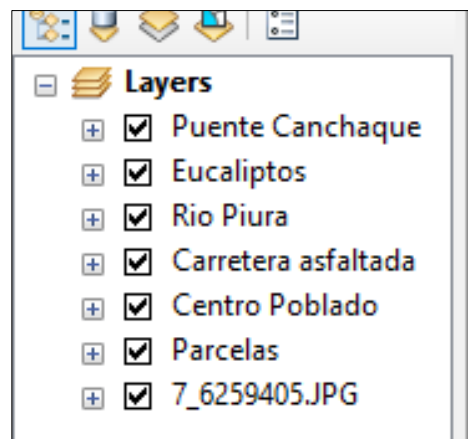 Layers
Puente Canchaque
Eucaliptos
Rio Piura
Carretera asfaltada
Centro Poblado
Parcelas
7_6259405.JPG